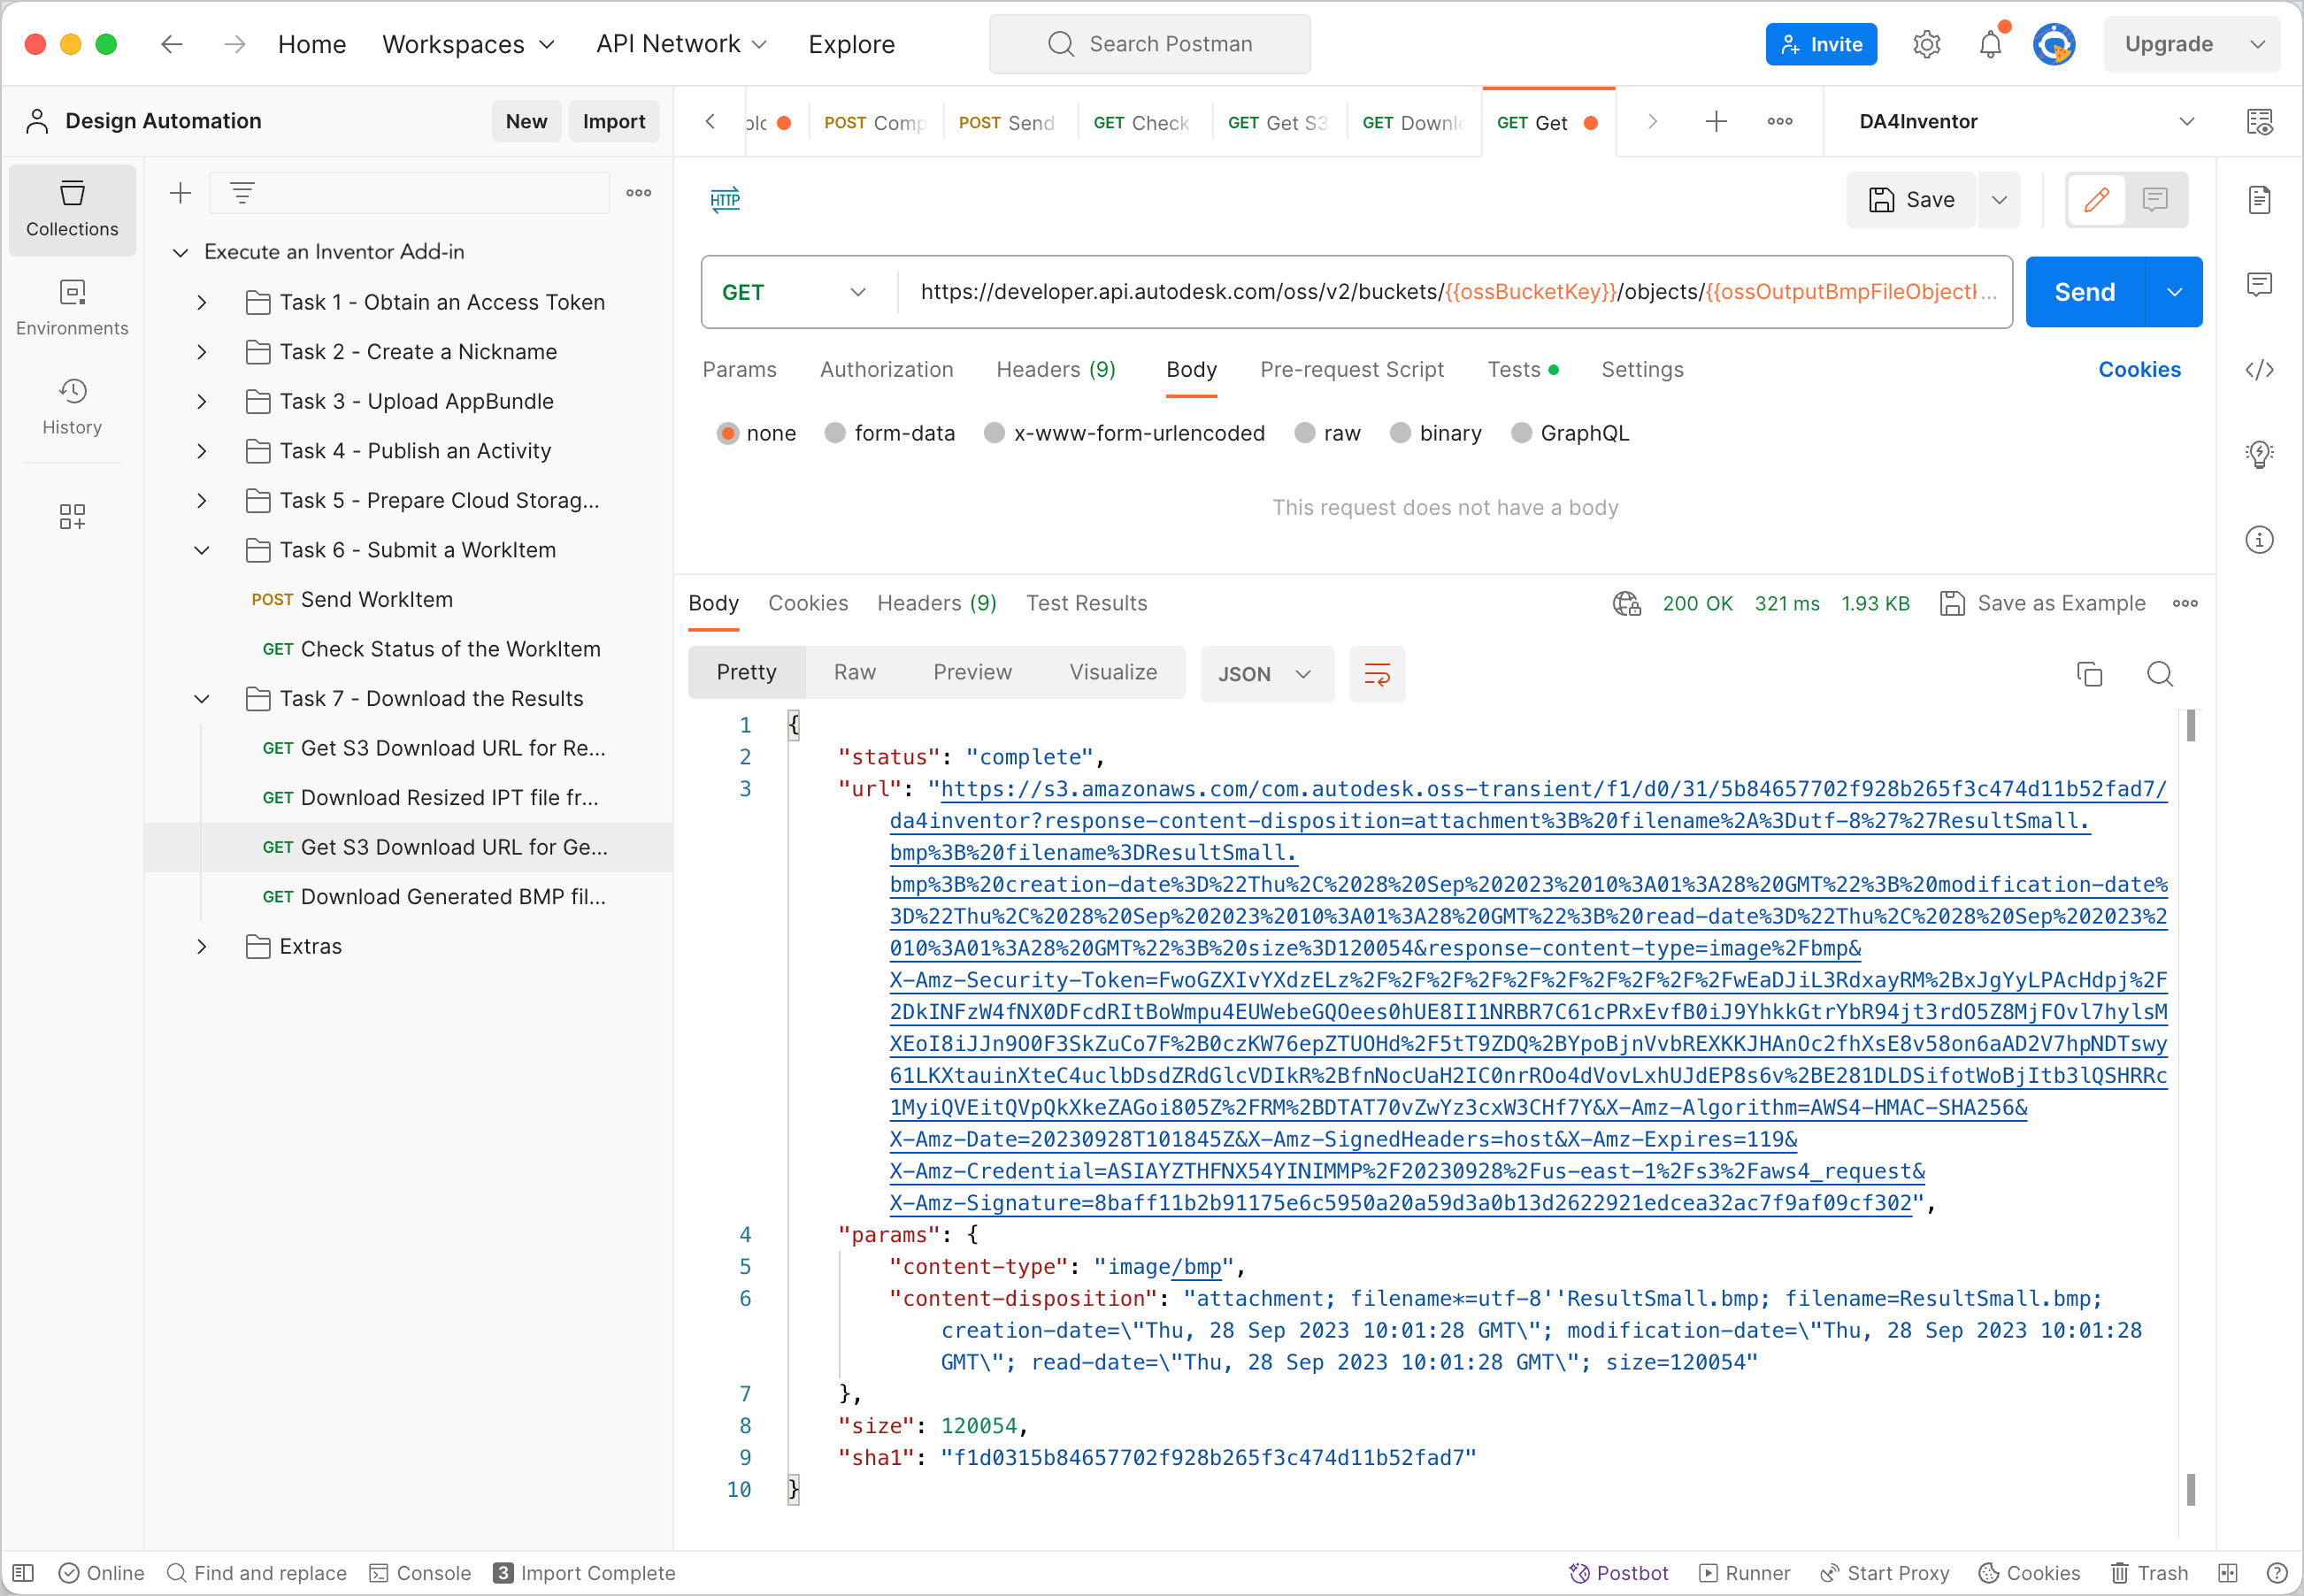 Home
Workspaces
API Network
Explore
Search Postman
Invite
Upgrade
Design Automation
New
Import
POST Comp
POST Send
GET Check
GET Get S3
GET Downlo
GET Get
DA4Inventor
Collections
Environments
History
Execute an Inventor Add-in
Task 1 - Obtain an Access Token
Task 2 - Create a Nickname
Task 3 - Upload AppBundle
Task 4 - Publish an Activity
Task 5 - Prepare Cloud Storag...
Task 6 - Submit a WorkItem
POST Send WorkItem
GET Check Status of the WorkItem
Task 7 - Download the Results
GET Get S3 Download URL for Re...
GET Download Resized IPT file fr...
GET Get S3 Download URL for Ge...
GET Download Generated BMP fil...
Extras
HTTP
Save
GET
https://developer.api.autodesk.com/oss/v2/buckets/{{ossBucketKey}}/objects/{{ossOutputBmpFileObjectK...
Send
Params
Authorization
Headers (9)
Body
Pre-request Script
Tests
Settings
Cookies
none
form-data
x-www-form-urlencoded
raw
binary
GraphQL
This request does not have a body
Body
Cookies
Headers (9)
Test Results
200 OK
321 ms
1.93 KB
Save as Example
Pretty
Raw
Preview
Visualize
JSON
1 {
2 "status": "complete",
3 "url": "https://s3.amazonaws.com/com.autodesk.oss-transient/f1/d0/31/5b84657702f928b265f3c474d11b52fad7/
da4inventor?response-content-disposition=attachment%3B%20filename%2A%3Dutf-8%27%27ResultSmall.
bmp%3B%20filename%3DResultSmall.
bmp%3B%20creation-date%3D%22Thu%2C%2028%20Sep%202023%2010%3A01%3A28%20GMT%22%3B%20modification-date%
3D%22Thu%2C%2028%20Sep%202023%2010%3A01%3A28%20GMT%22%3B%20read-date%3D%22Thu%2C%2028%20Sep%202023%2
010%3A01%3A28%20GMT%22%3B%20size%3D120054&response-content-type=image%2Fbmp&
X-Amz-Security-Token=FwoGZXIvYXdzELz%2F%2F%2F%2F%2F%2F%2F%2F%2F%2FwEaDJiL3RdxayRM%2BxJgYyLPAcHdpj%2F
2DkINFzW4fNX0DFcdRItBoWmpu4EUWebeGQOees0hUE8II1NRBR7C61cPRxEvfB0iJ9YhkkGtrYbR94jt3rdO5Z8MjFOvl7hylsM
XEoI8iJJn9O0F3SkZuCo7F%2B0czKW76epZTUOHd%2F5tT9ZDQ%2BYpoBjnVvbREXKKJHAnOc2fhXsE8v58on6aAD2V7hpNDTswy
61LKXtauinXteC4uclbDsdZRdGlcVDIkR%2BfnNocUaH2IC0nrROo4dVovLxhUJdEP8s6v%2BE281DLDSifotWoBjItb3lQSHRRc
1MyiQVEitQVpQkXkeZAGoi805Z%2FRM%2BDTAT70vZwYz3cxW3CHf7Y&X-Amz-Algorithm=AWS4-HMAC-SHA256&
X-Amz-Date=20230928T101845Z&X-Amz-SignedHeaders=host&X-Amz-Expires=119&
X-Amz-Credential=ASIAYZTHFNX54YINIMMP%2F20230928%2Fus-east-1%2Fs3%2Faws4_request&
X-Amz-Signature=8baff11b2b91175e6c5950a20a59d3a0b13d2622921edcea32ac7f9af09cf302",
4 "params": {
5 "content-type": "image/bmp",
6 "content-disposition": "attachment; filename*=utf-8''ResultSmall.bmp; filename=ResultSmall.bmp;
creation-date=\"Thu, 28 Sep 2023 10:01:28 GMT\"; modification-date=\"Thu, 28 Sep 2023 10:01:28
GMT\"; read-date=\"Thu, 28 Sep 2023 10:01:28 GMT\"; size=120054"
7 },
8 "size": 120054,
9 "sha1": "f1d0315b84657702f928b265f3c474d11b52fad7"
10 }
Online
Find and replace
Console
3 Import Complete
Postbot
Runner
Start Proxy
Cookies
Trash